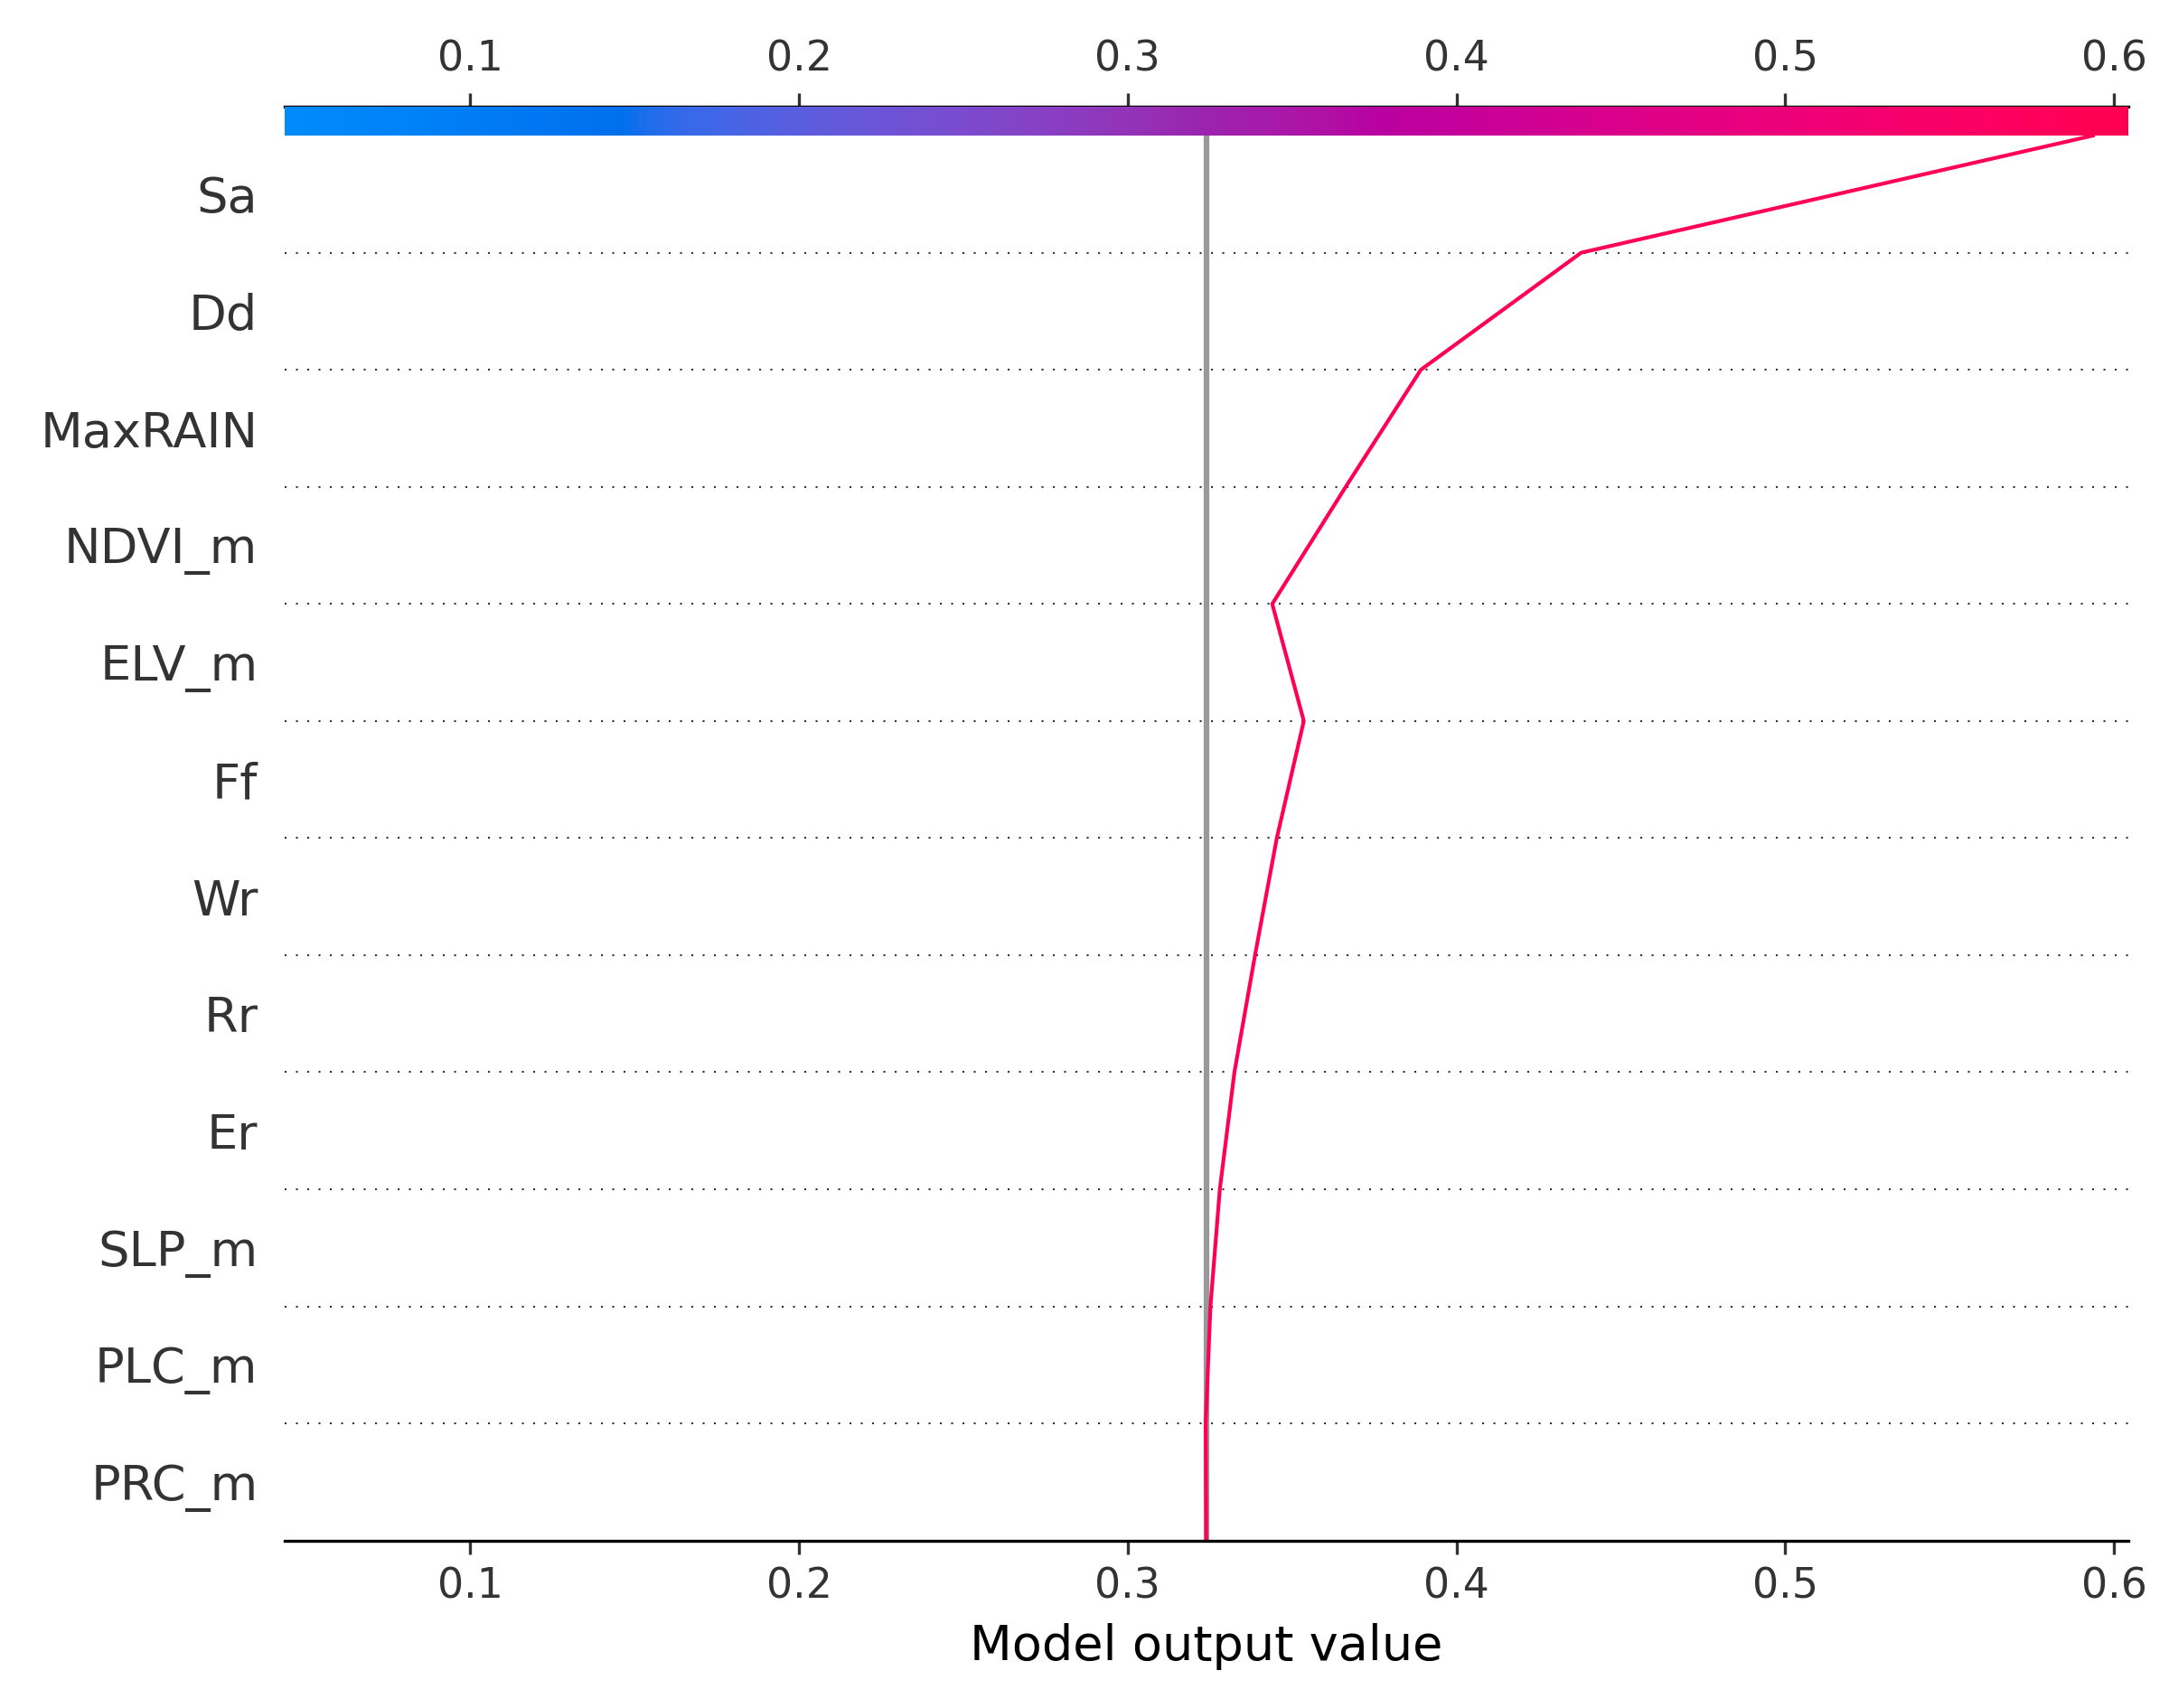 0.1 0.2 0.3 0.4 0.5 0.6
Sa
Dd
MaxRAIN
NDVI_m
ELV_m
Ff
Wr
Rr
Er
SLP_m
PLC_m
PRC_m
0.1 0.2 0.3 0.4 0.5 0.6
Model output value